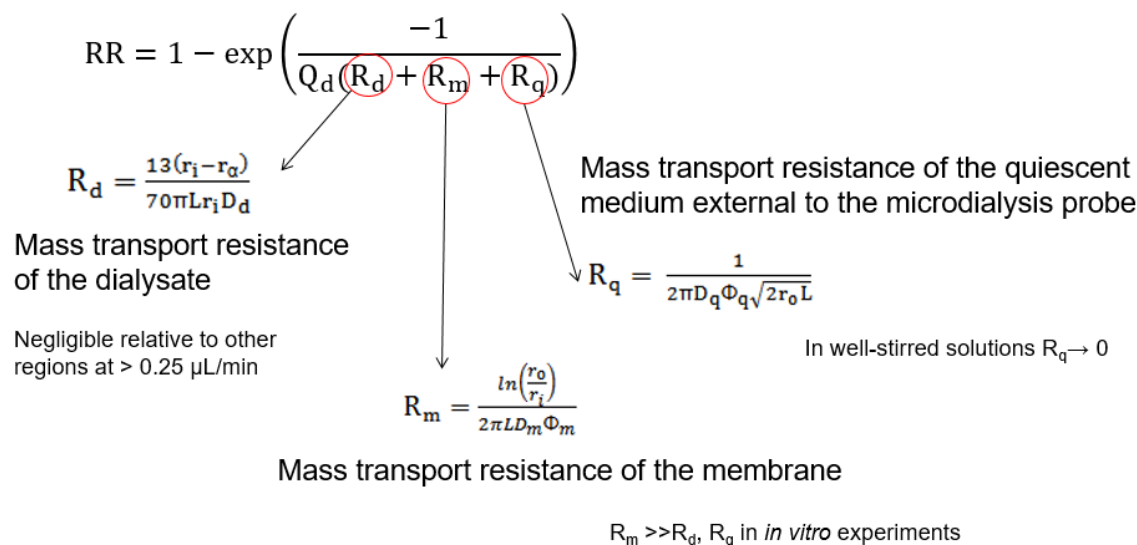 RR = 1 − exp(−1 / (Q_d(R_d + R_m + R_q)))
R_d = 13(r_i−r_α) / 70πLr_iD_d
Mass transport resistance
of the dialysate
Negligible relative to other
regions at > 0.25 µL/min
Mass transport resistance of the quiescent
medium external to the microdialysis probe
R_q = 1 / 2πD_qΦ_q√(2r_oL)
In well-stirred solutions R_q→ 0
R_m = ln(r_o/r_i) / 2πLD_mΦ_m
Mass transport resistance of the membrane
R_m >>R_d, R_q in in vitro experiments